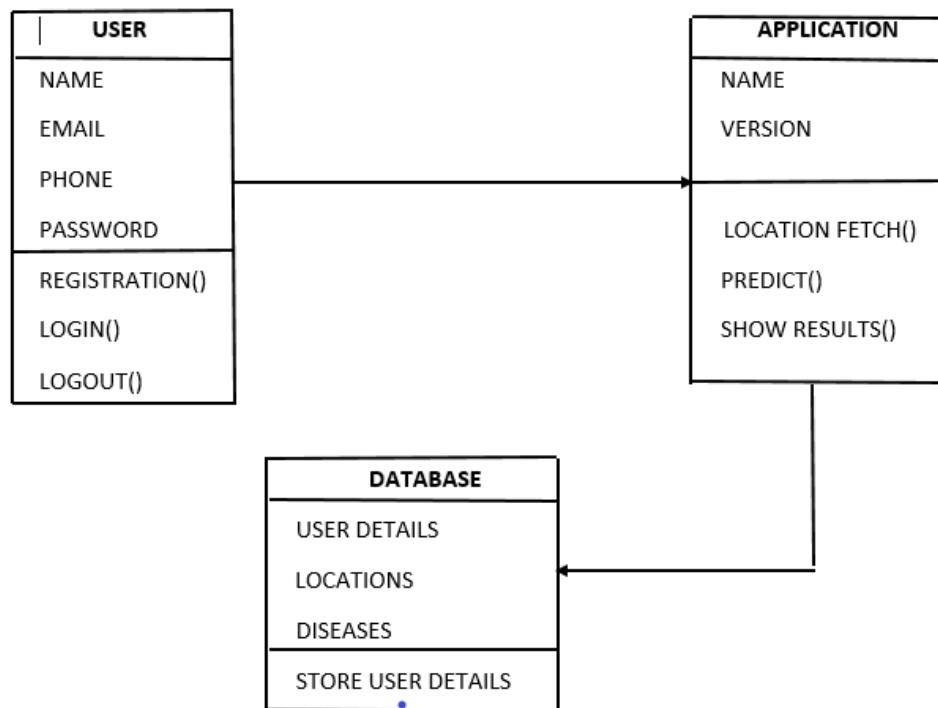 USER
NAME
EMAIL
PHONE
PASSWORD
REGISTRATION()
LOGIN()
LOGOUT()
APPLICATION
NAME
VERSION
LOCATION FETCH()
PREDICT()
SHOW RESULTS()
DATABASE
USER DETAILS
LOCATIONS
DISEASES
STORE USER DETAILS